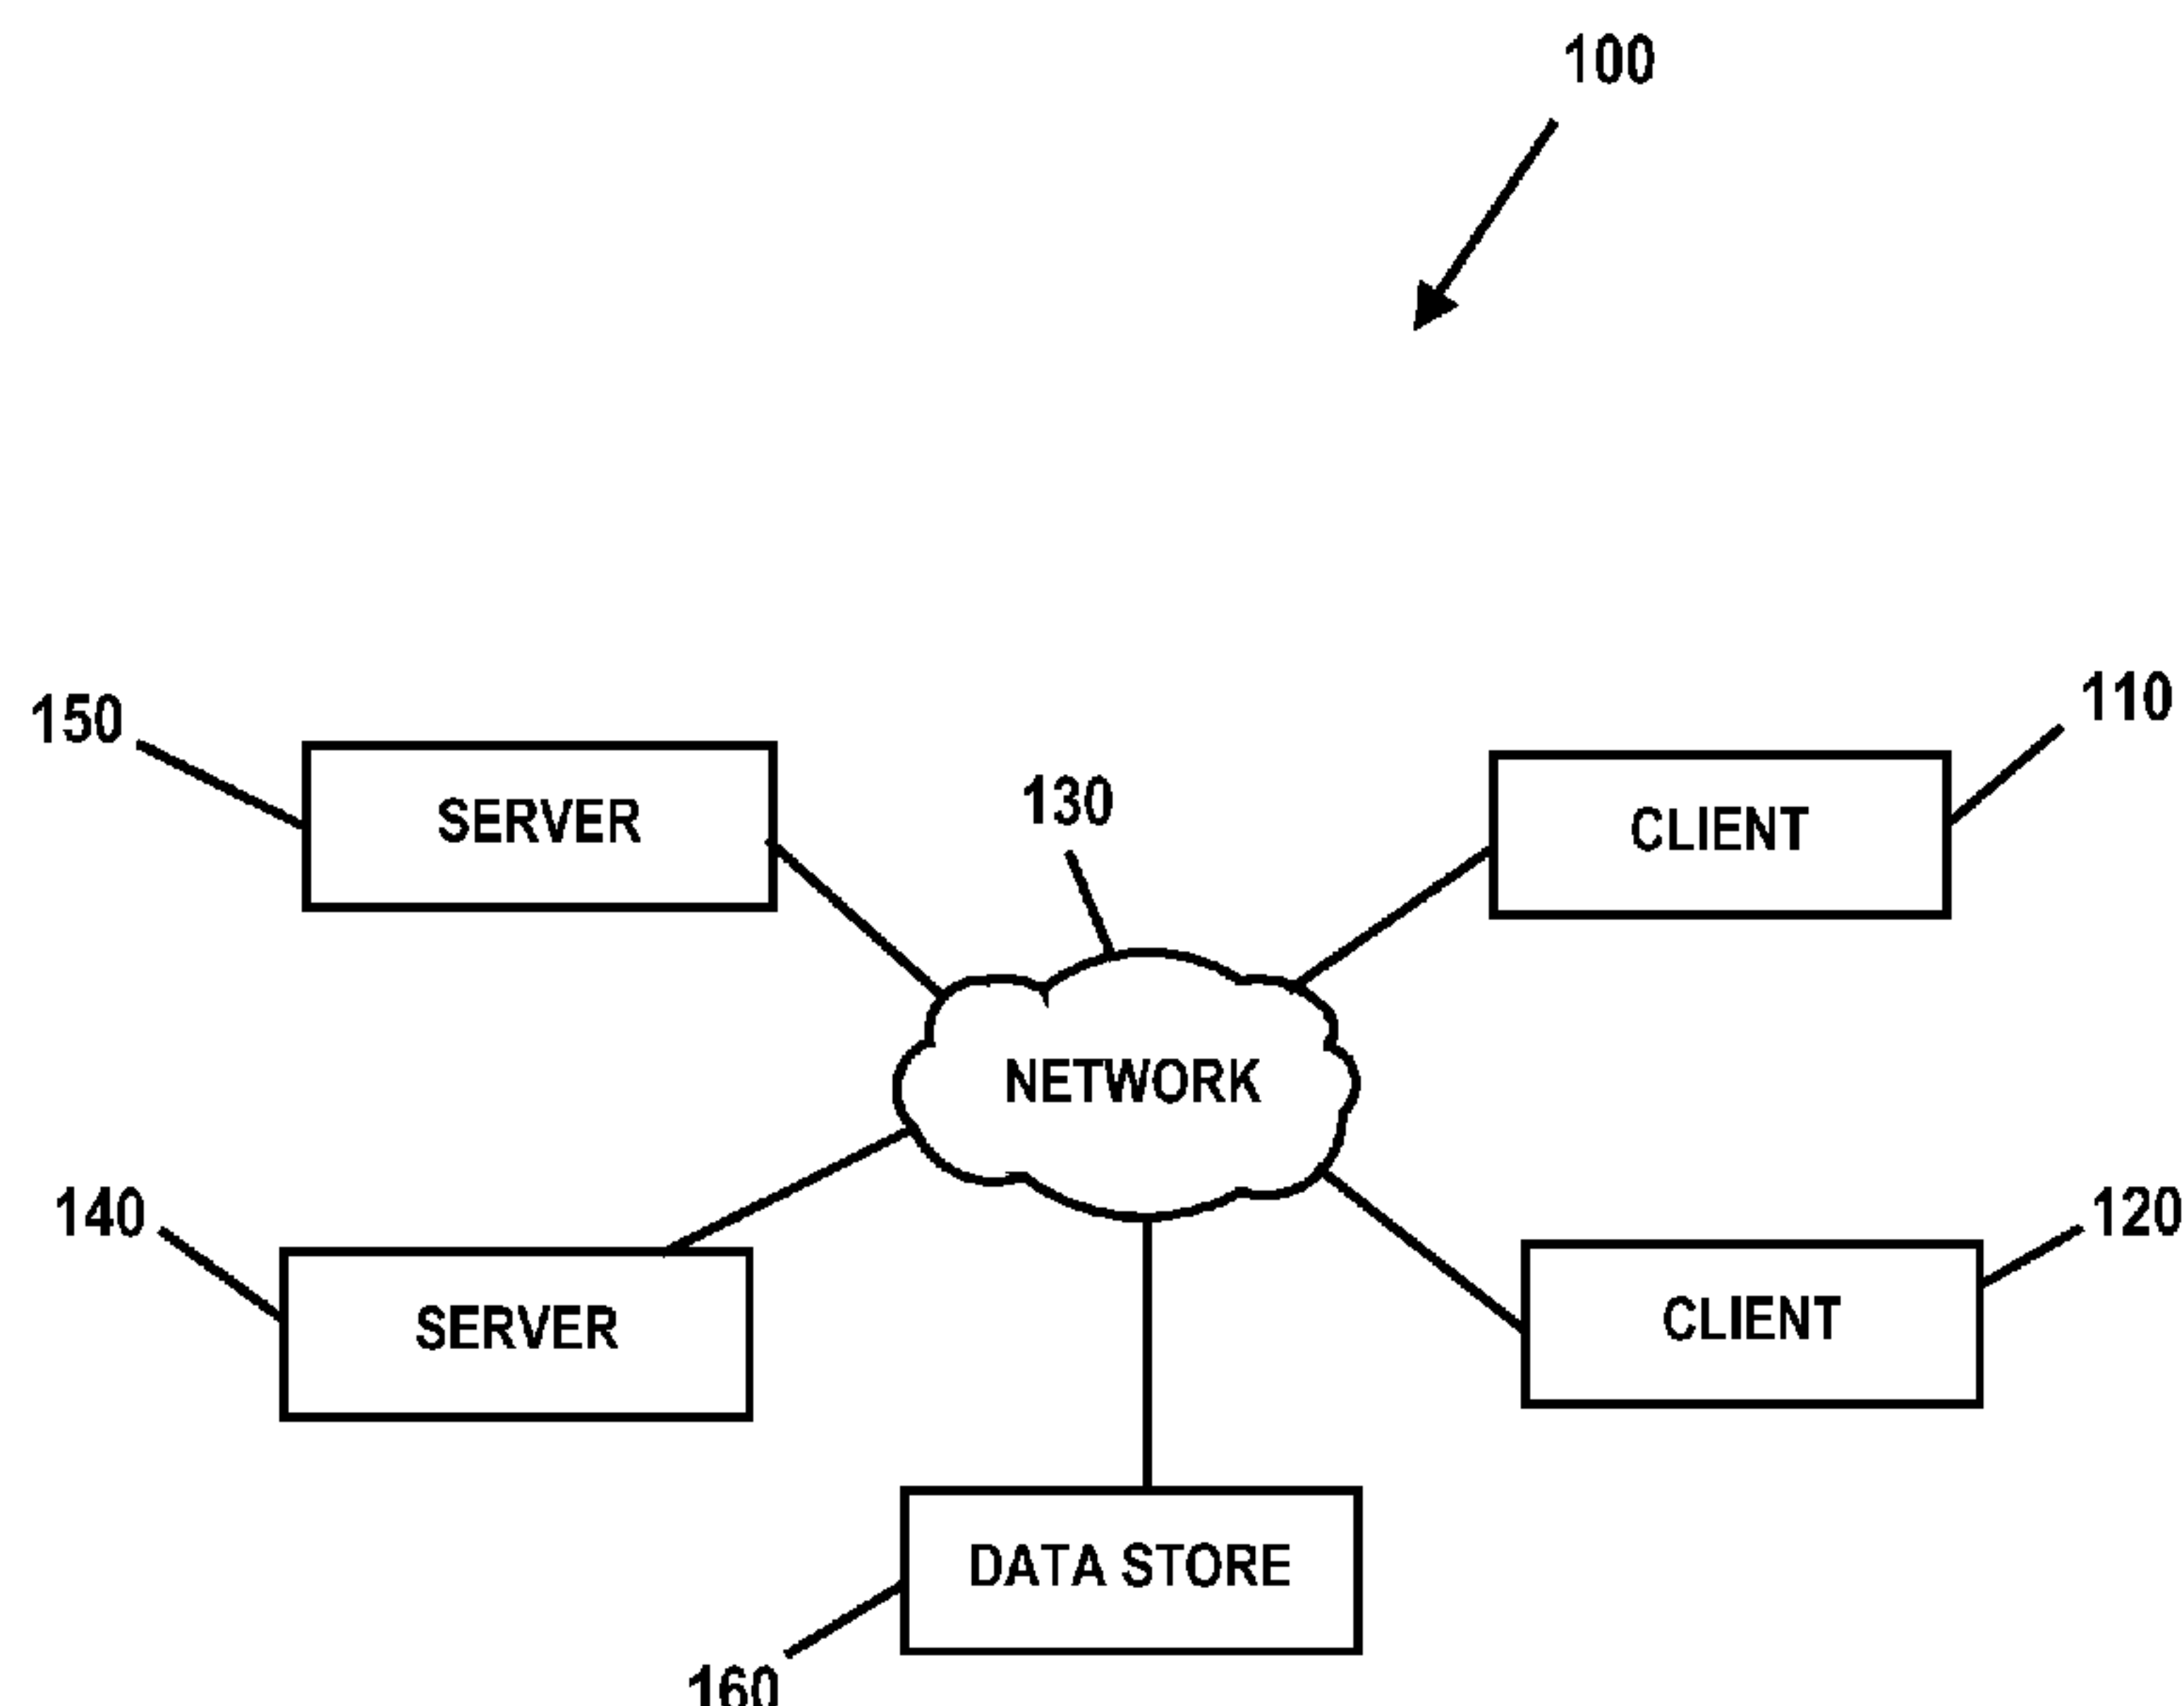 100
150
110
SERVER
130
CLIENT
NETWORK
140
120
SERVER
CLIENT
DATA STORE
160